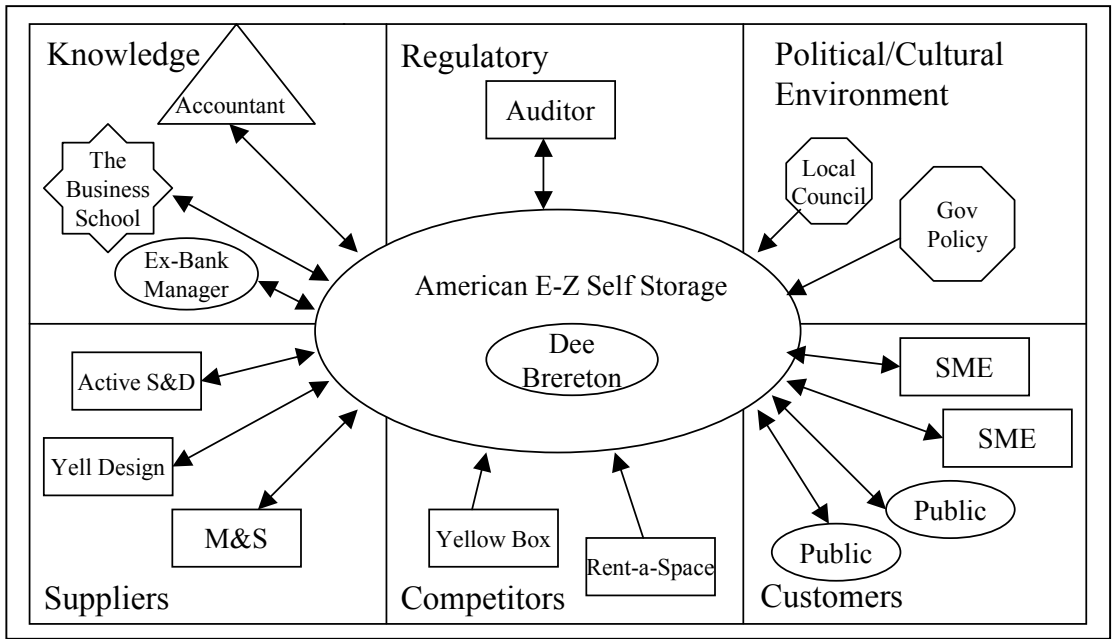 Knowledge
Accountant
The
Business
School
Ex-Bank
Manager
Regulatory
Auditor
Political/Cultural
Environment
Local
Council
Gov
Policy
American E-Z Self Storage
Dee
Brereton
Active S&D
Yell Design
M&S
Suppliers
Yellow Box
Rent-a-Space
Competitors
SME
SME
Public
Public
Customers